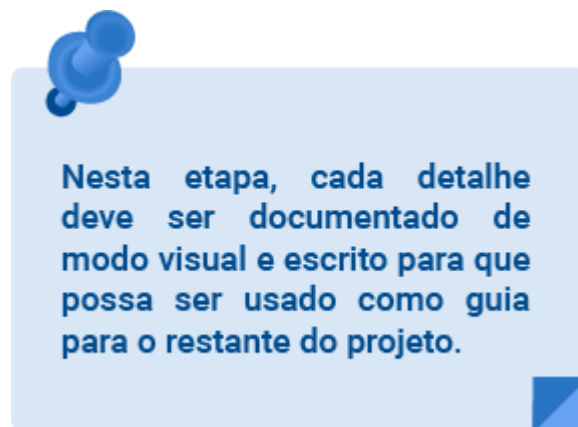 Nesta etapa, cada detalhe
deve ser documentado de
modo visual e escrito para que
possa ser usado como guia
para o restante do projeto.